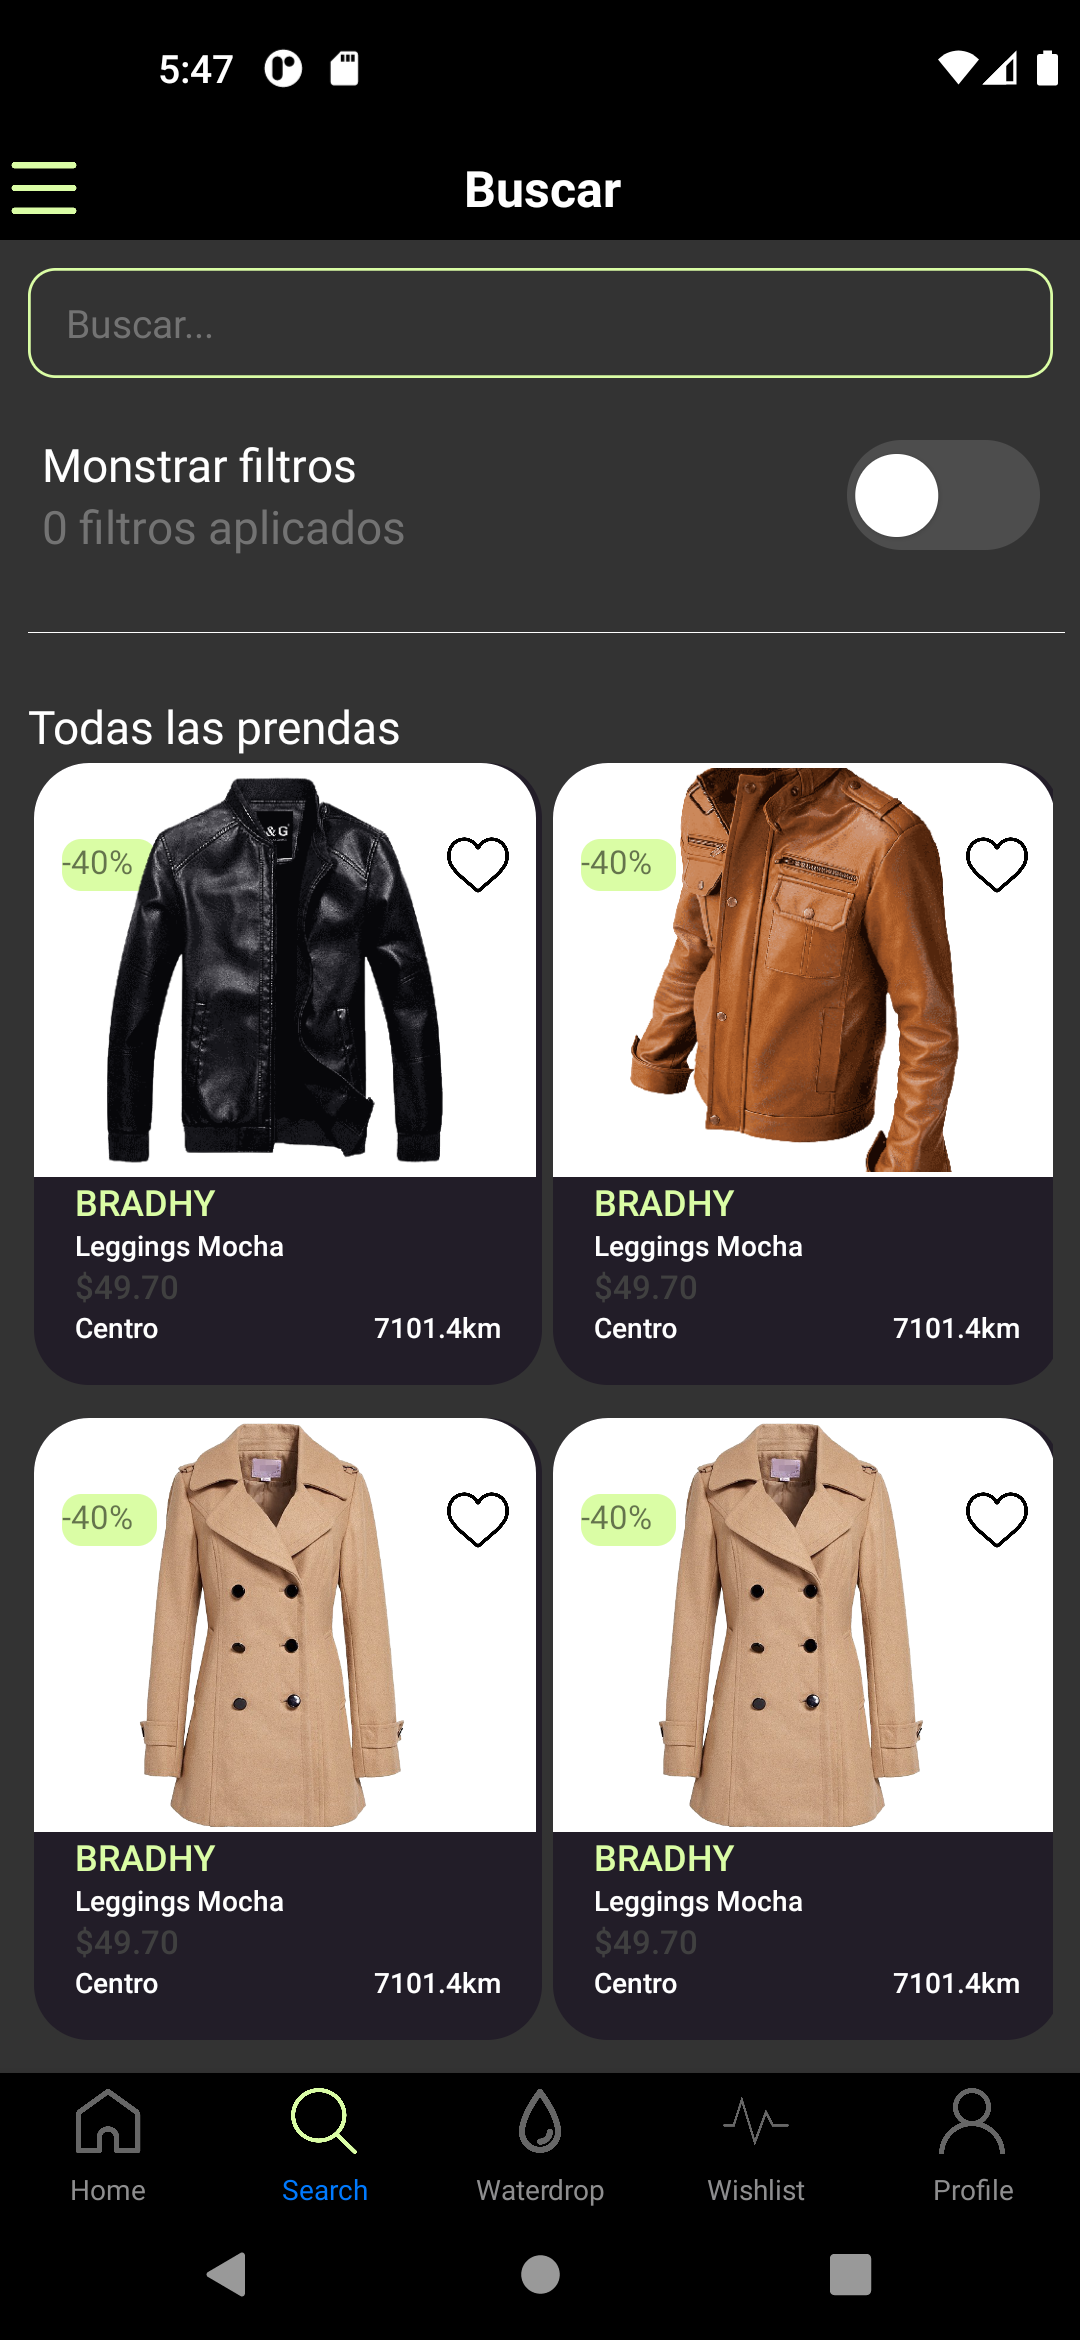 5:47
Buscar
Buscar...
Monstrar filtros
0 filtros aplicados
Todas las prendas
-40%
&G
-40%
BRADHY
Leggings Mocha
$49.70
Centro 7101.4km
BRADHY
Leggings Mocha
$49.70
Centro 7101.4km
-40%
-40%
BRADHY
Leggings Mocha
$49.70
Centro 7101.4km
BRADHY
Leggings Mocha
$49.70
Centro 7101.4km
Home Search Waterdrop Wishlist Profile